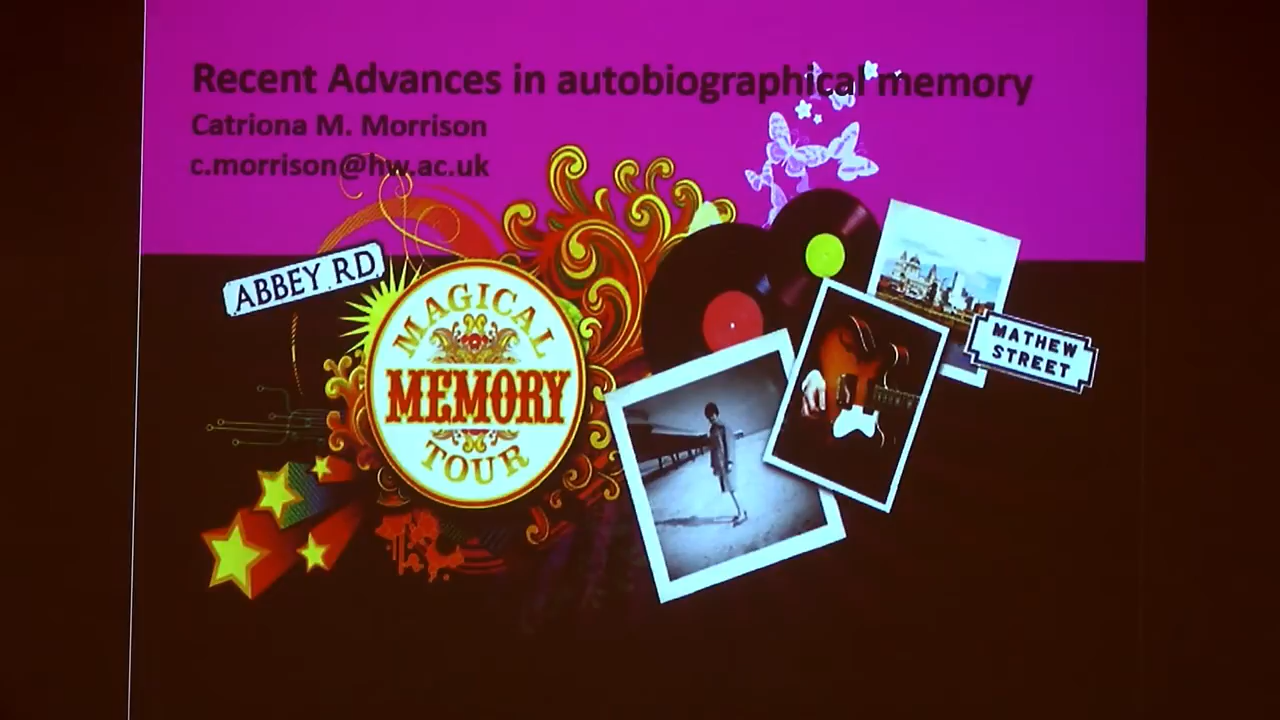 Recent Advances in autobiographical memory
Catriona M. Morrison
c.morrison@hw.ac.uk
ABBEY RD
MAGICAL
MEMORY
TOUR
MATHEW
STREET